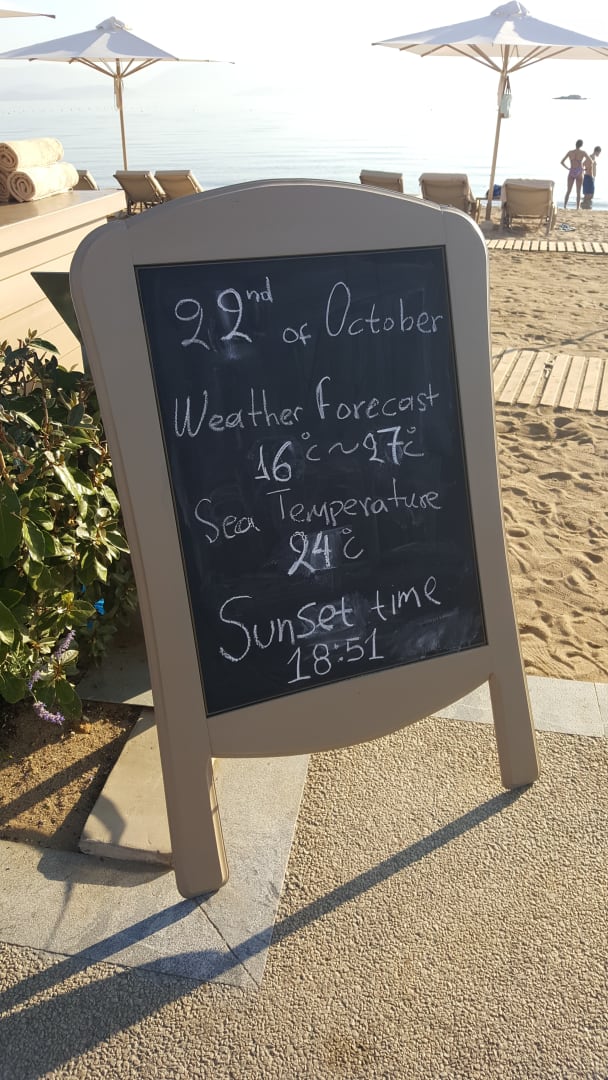 22nd of October
Weather Forecast
16°c ~ 27°c
Sea Temperature
24°c
Sunset time
18:51